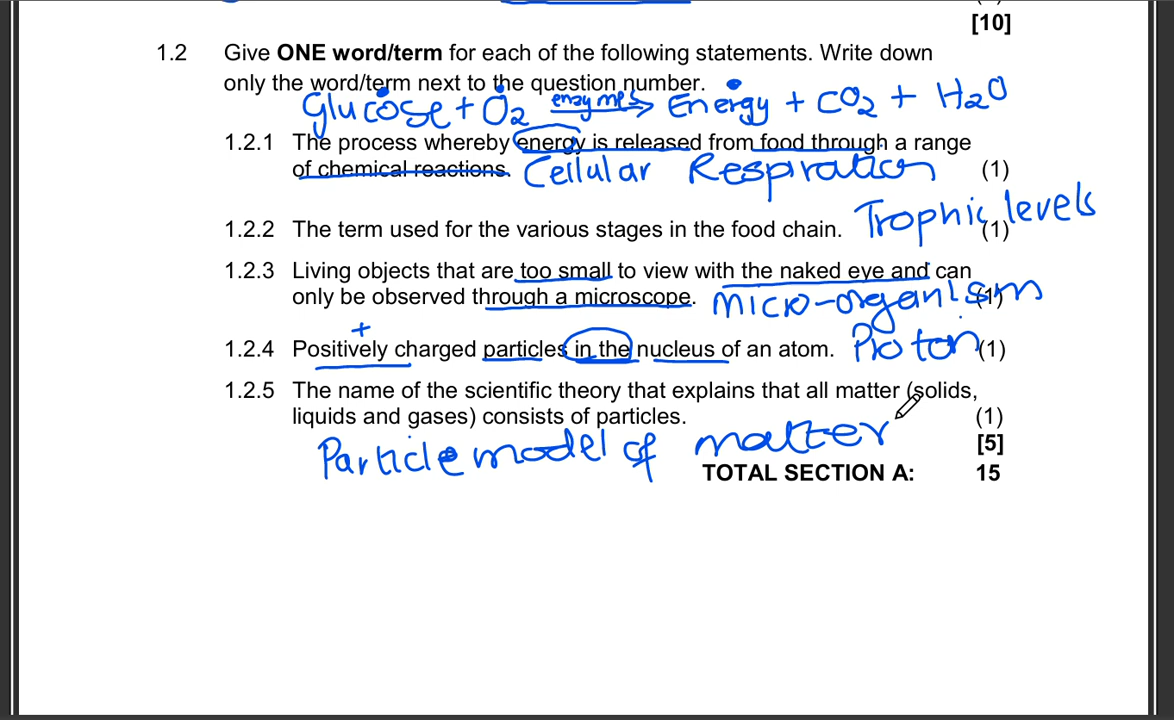 [10]
1.2 Give ONE word/term for each of the following statements. Write down
only the word/term next to the question number.
Glucose + O2 enzymes → Energy + CO2 + H2O
1.2.1 The process whereby energy is released from food through a range
of chemical reactions. Cellular Respiration (1)
1.2.2 The term used for the various stages in the food chain. Trophic levels (1)
1.2.3 Living objects that are too small to view with the naked eye and can
only be observed through a microscope. micro-organism (1)
+
1.2.4 Positively charged particles in the nucleus of an atom. Proton (1)
1.2.5 The name of the scientific theory that explains that all matter (solids,
liquids and gases) consists of particles. (1)
Particle model of matter [5]
TOTAL SECTION A: 15